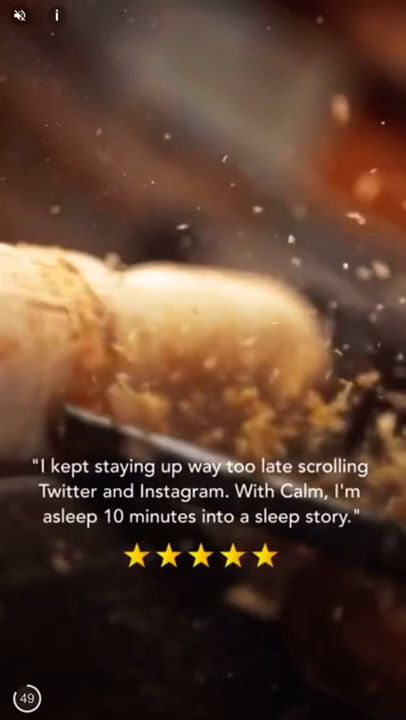 i
"I kept staying up way too late scrolling
Twitter and Instagram. With Calm, I'm
asleep 10 minutes into a sleep story."
49